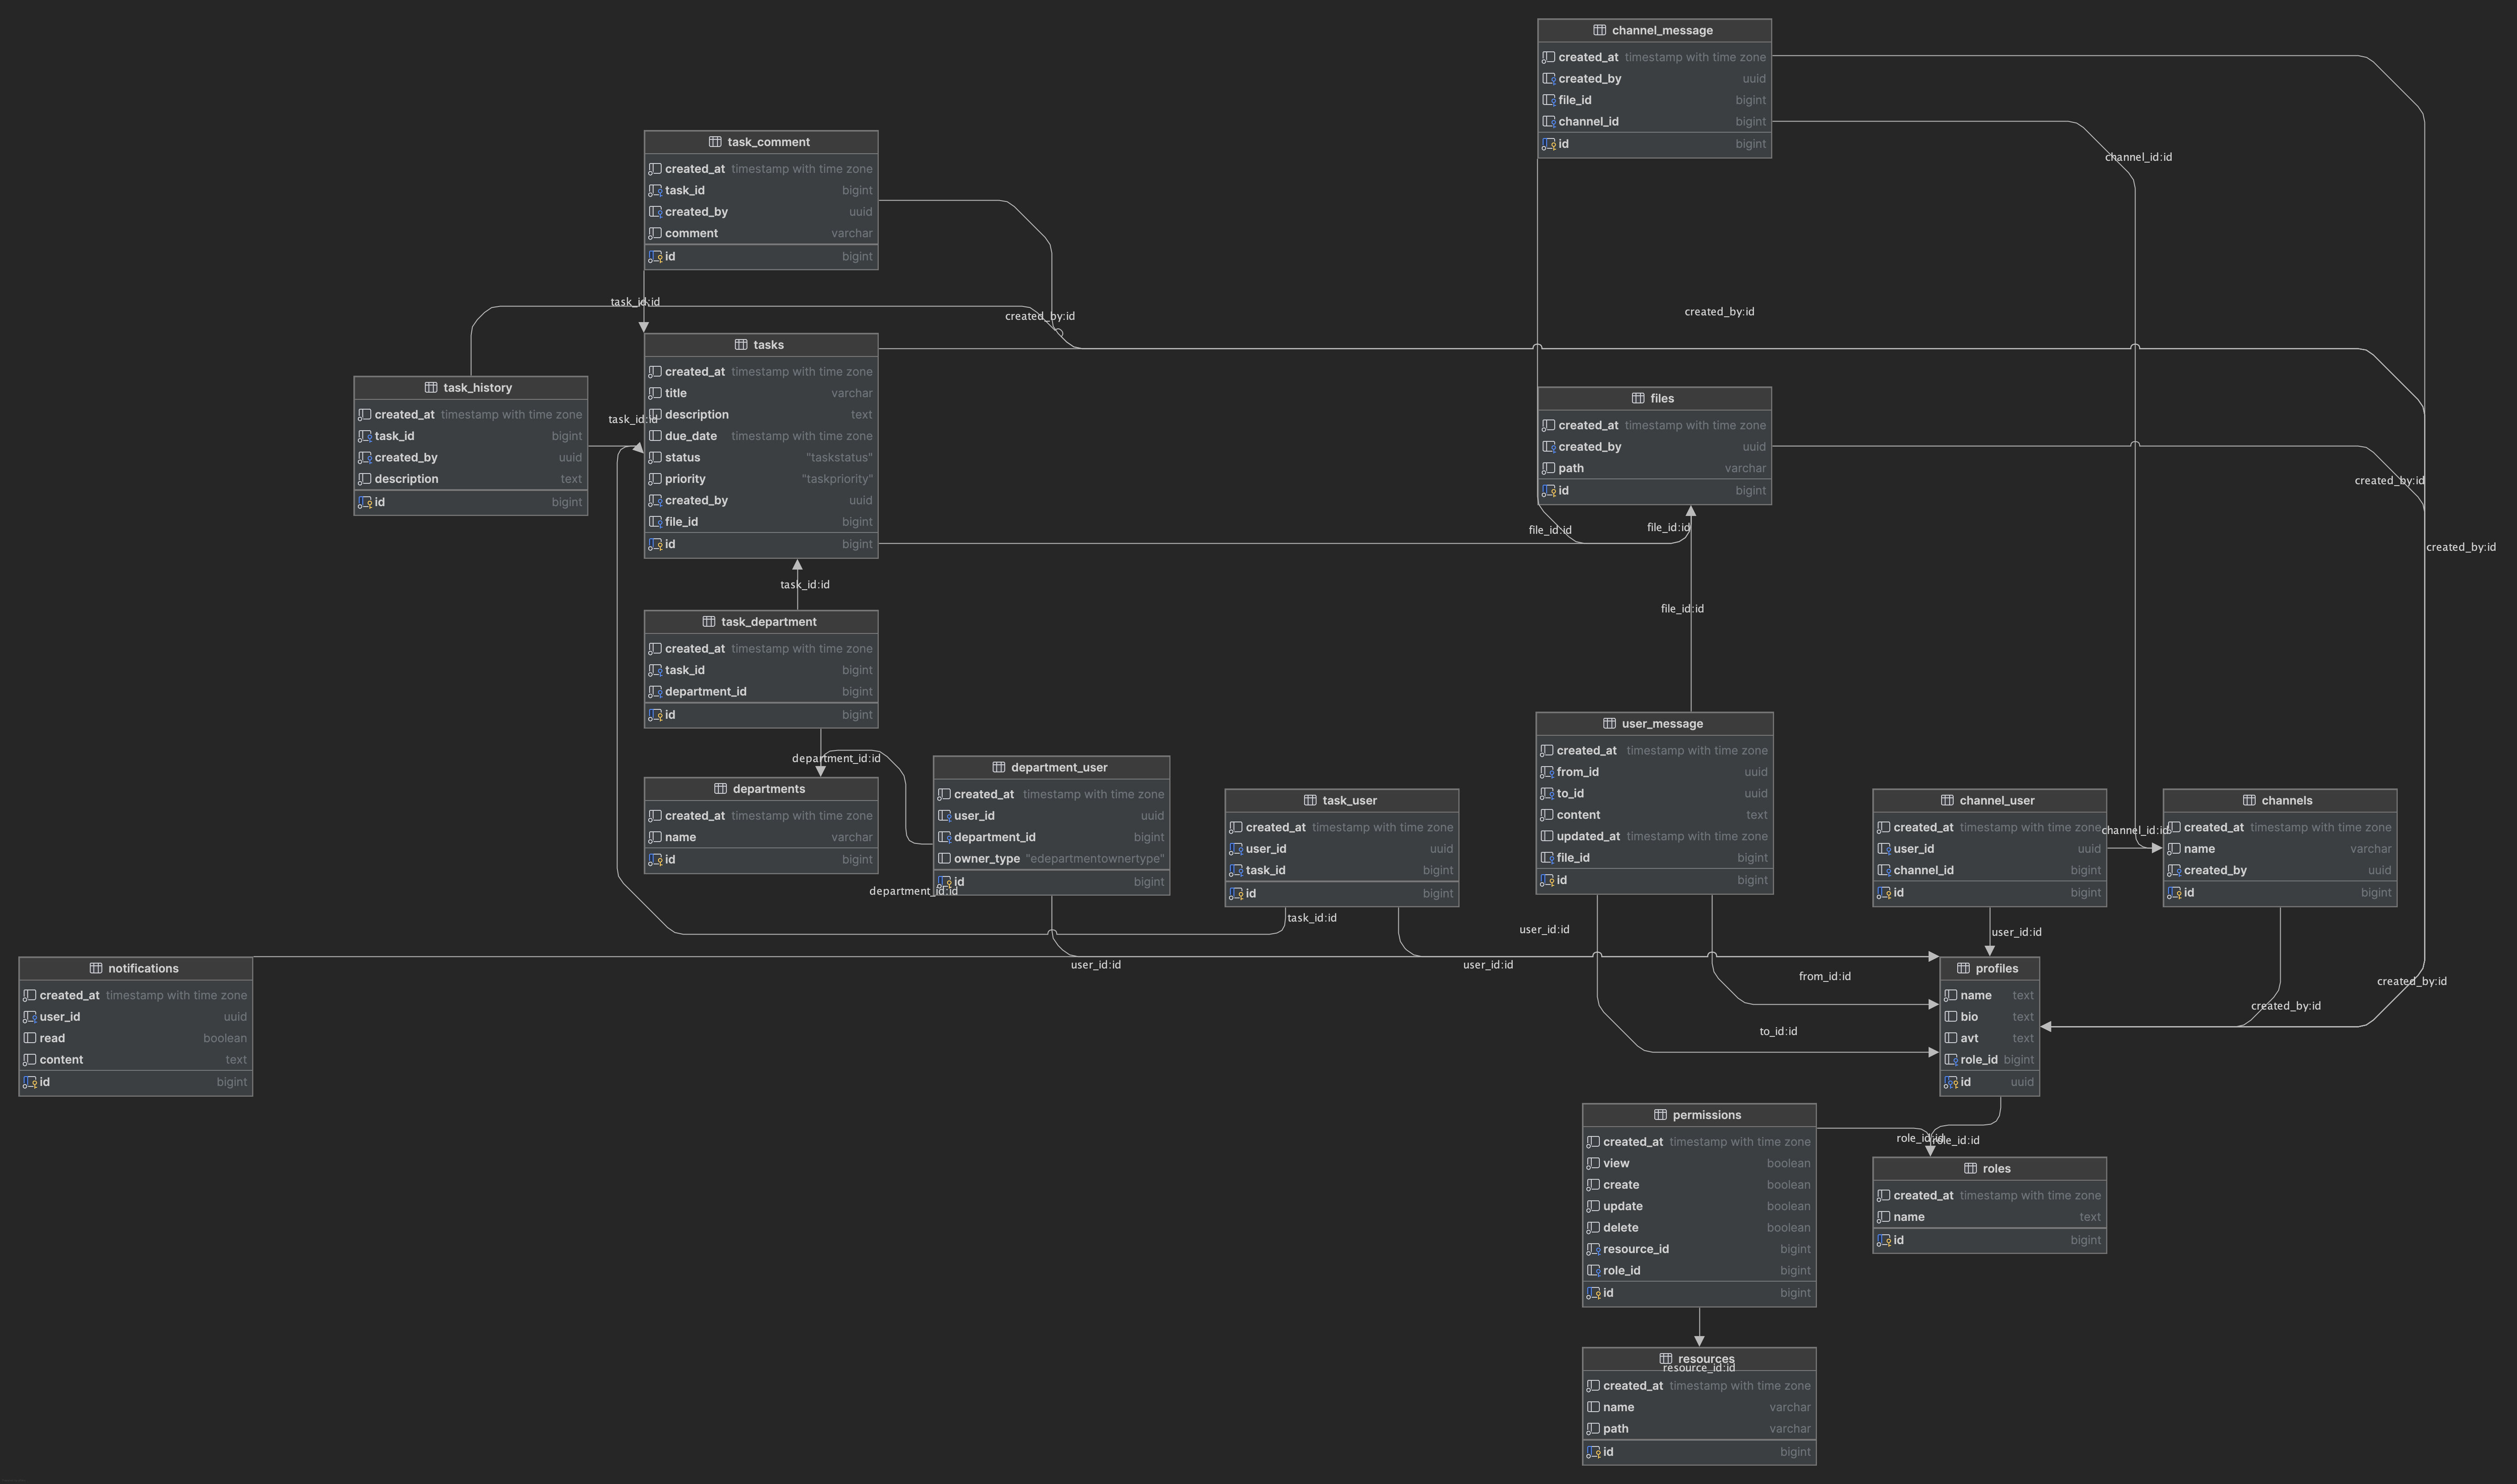 channel_message
created_at timestamp with time zone
created_by uuid
file_id bigint
channel_id bigint
id bigint
channel_id:id
task_comment
created_at timestamp with time zone
task_id bigint
created_by uuid
comment varchar
id bigint
task_id:id
created_by:id
created_by:id
tasks
created_at timestamp with time zone
title varchar
description text
due_date timestamp with time zone
status "taskstatus"
priority "taskpriority"
created_by uuid
file_id bigint
id bigint
task_history
created_at timestamp with time zone
task_id bigint
created_by uuid
description text
id bigint
task_id:id
files
created_at timestamp with time zone
created_by uuid
path varchar
id bigint
created_by:id
file_id:id
file_id:id
created_by:id
task_id:id
file_id:id
task_department
created_at timestamp with time zone
task_id bigint
department_id bigint
id bigint
department_id:id
departments
created_at timestamp with time zone
name varchar
id bigint
department_user
created_at timestamp with time zone
user_id uuid
department_id bigint
owner_type "edepartmentownertype"
id bigint
department_id:id
task_user
created_at timestamp with time zone
user_id uuid
task_id bigint
id bigint
task_id:id
user_message
created_at timestamp with time zone
from_id uuid
to_id uuid
content text
updated_at timestamp with time zone
file_id bigint
id bigint
channel_user
created_at timestamp with time zone
user_id uuid
channel_id bigint
id bigint
channel_id:id
channels
created_at timestamp with time zone
name varchar
created_by uuid
id bigint
user_id:id
user_id:id
user_id:id
user_id:id
from_id:id
to_id:id
created_by:id
created_by:id
notifications
created_at timestamp with time zone
user_id uuid
read boolean
content text
id bigint
profiles
name text
bio text
avt text
role_id bigint
id uuid
permissions
created_at timestamp with time zone
view boolean
create boolean
update boolean
delete boolean
resource_id bigint
role_id bigint
id bigint
role_id:id
role_id:id
roles
created_at timestamp with time zone
name text
id bigint
resources
resource_id:id
created_at timestamp with time zone
name varchar
path varchar
id bigint